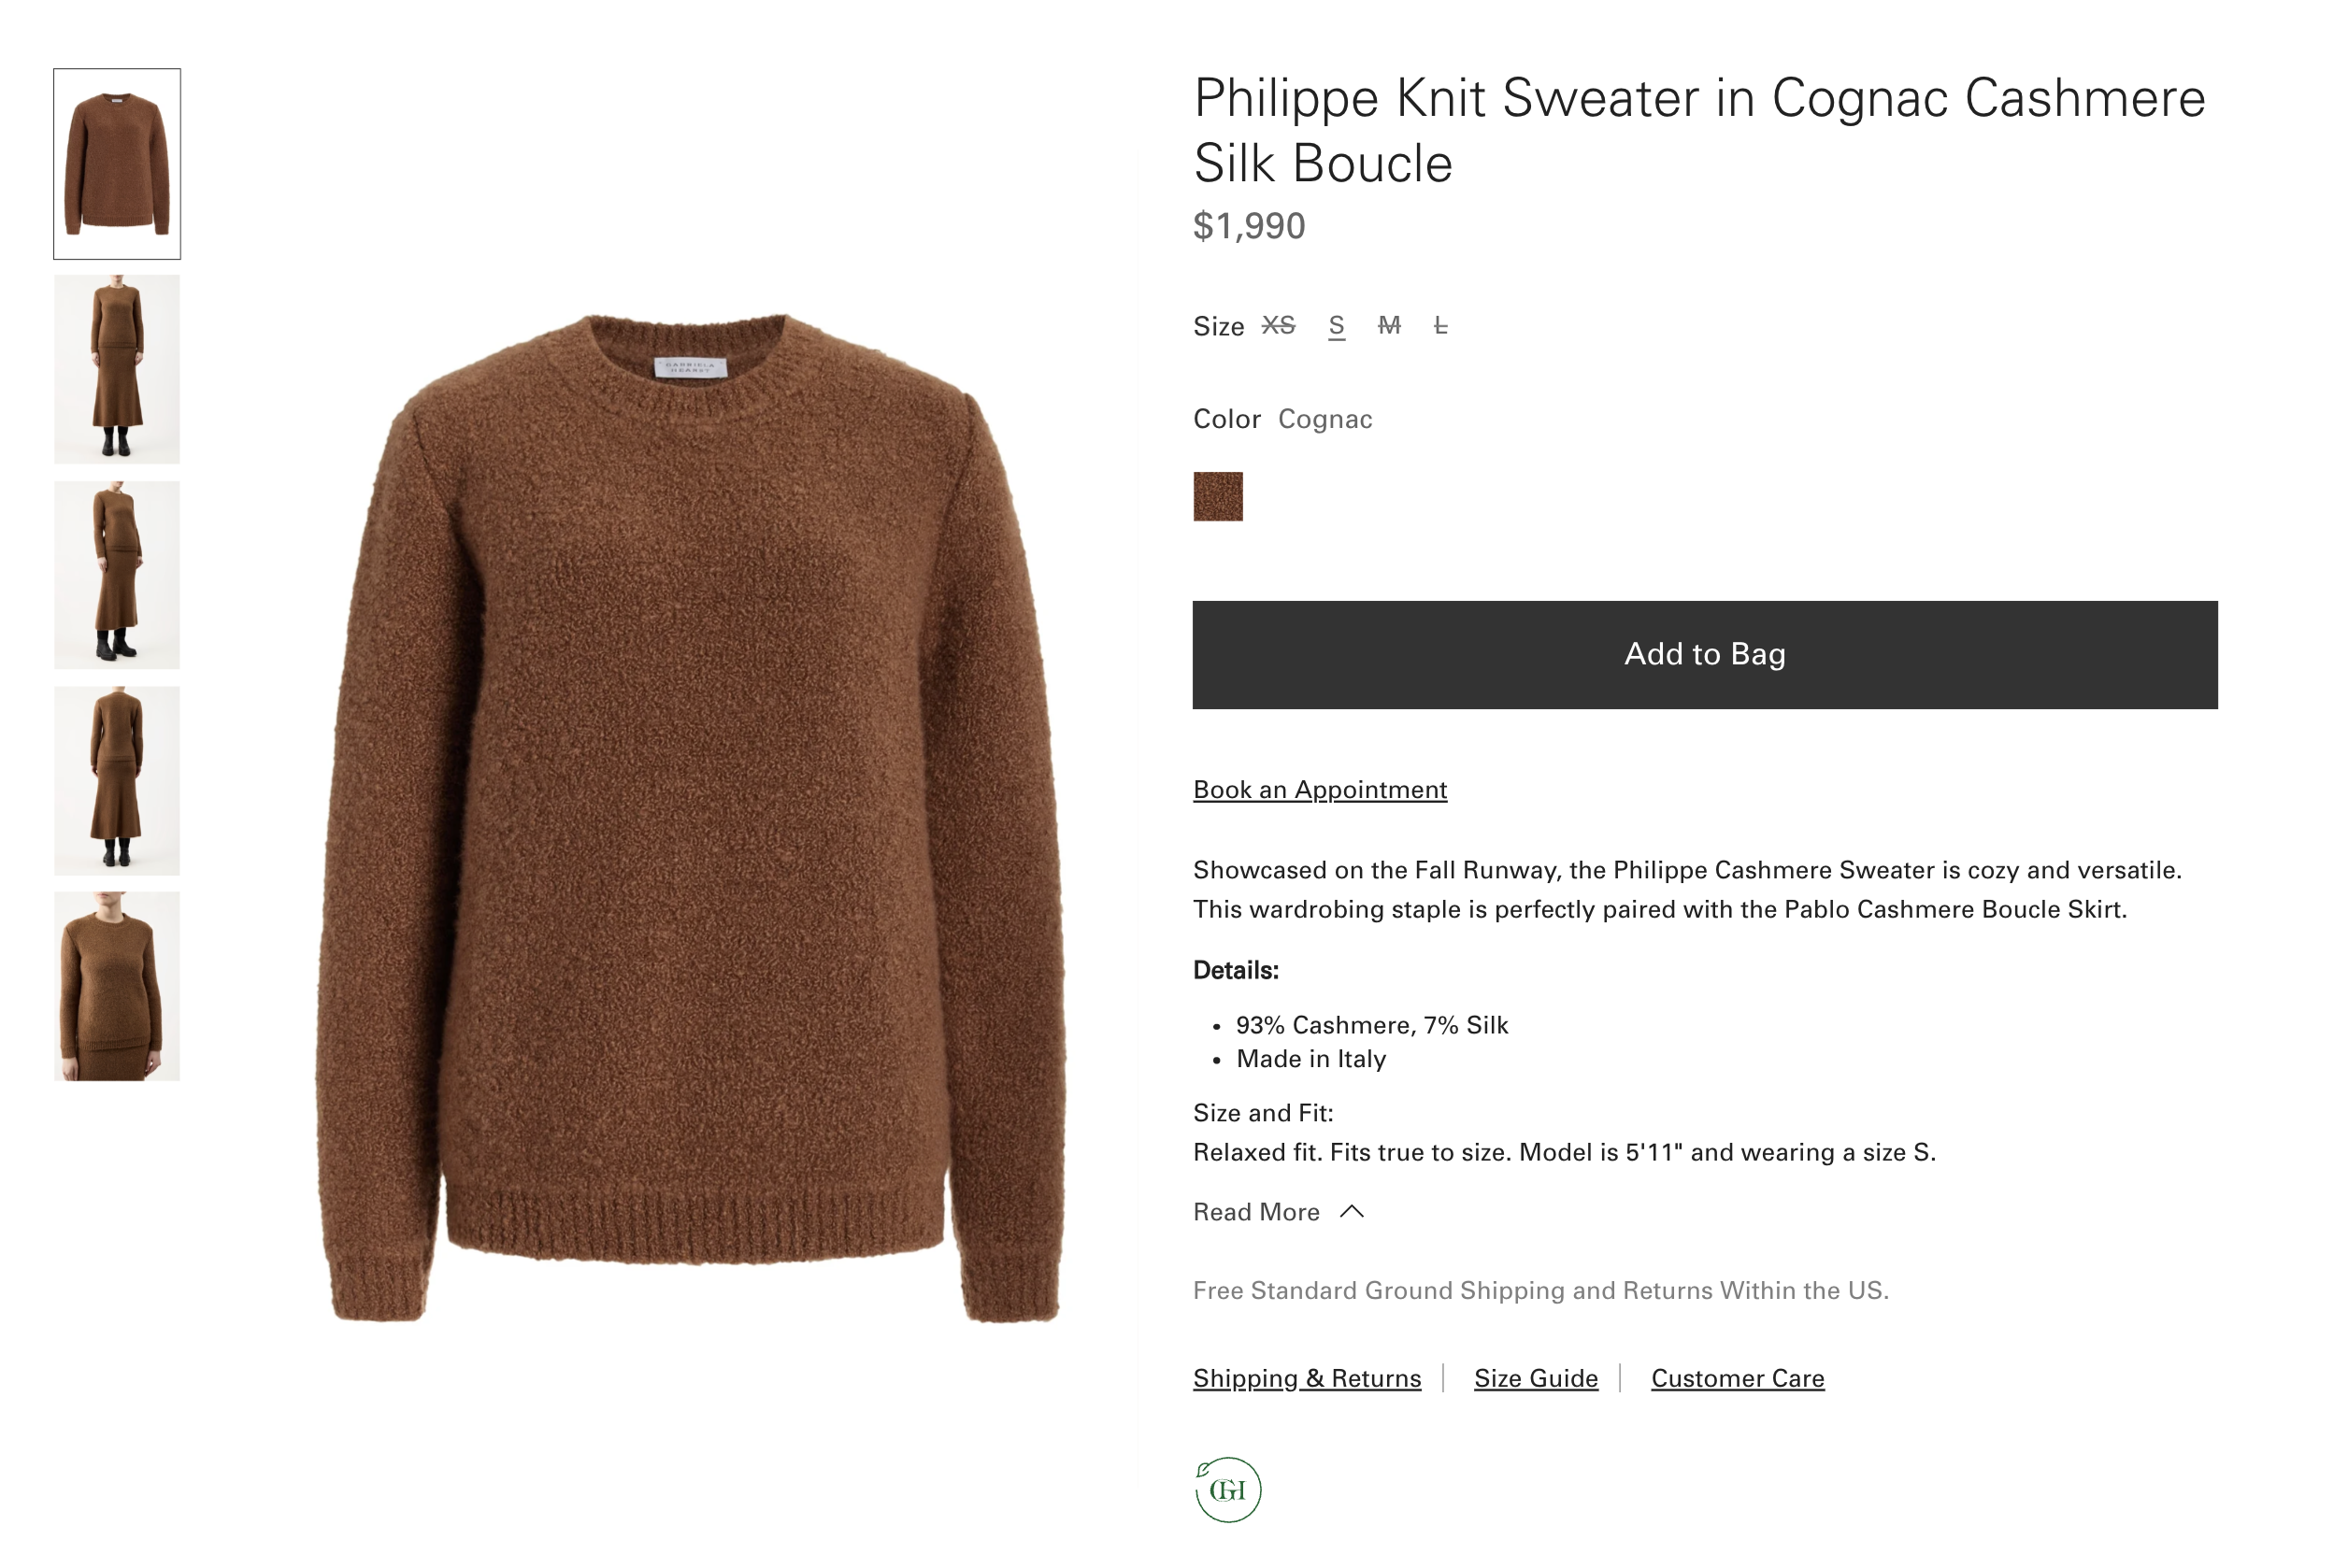 Philippe Knit Sweater in Cognac Cashmere
Silk Boucle
$1,990
Size XS S M L
Color Cognac
Add to Bag
Book an Appointment
Showcased on the Fall Runway, the Philippe Cashmere Sweater is cozy and versatile.
This wardrobing staple is perfectly paired with the Pablo Cashmere Boucle Skirt.
Details:
• 93% Cashmere, 7% Silk
• Made in Italy
Size and Fit:
Relaxed fit. Fits true to size. Model is 5'11" and wearing a size S.
Read More
Free Standard Ground Shipping and Returns Within the US.
Shipping & Returns | Size Guide | Customer Care
GH
GABRIELA
HEARST